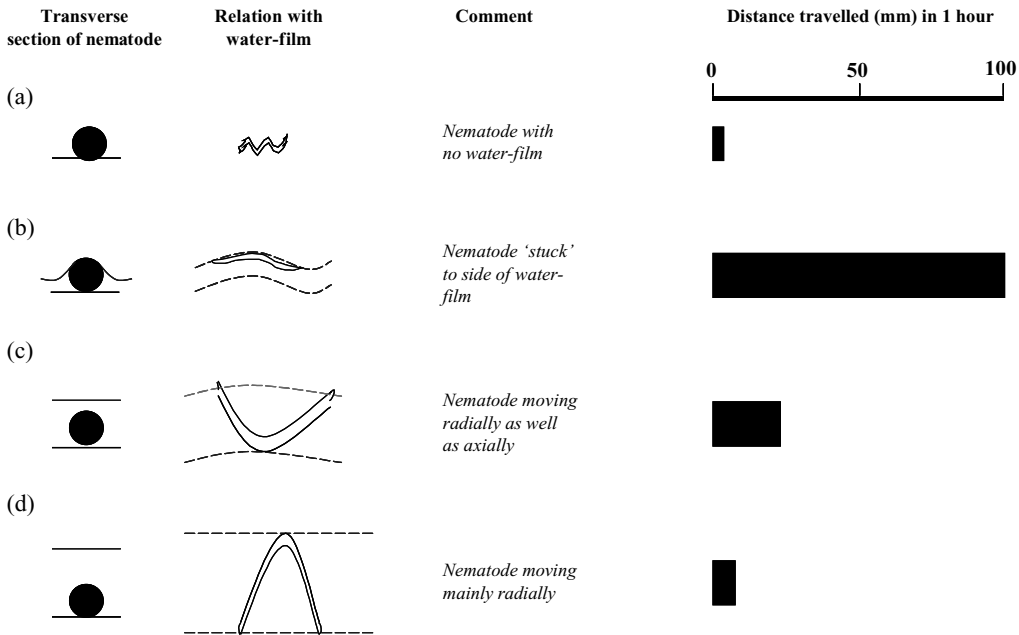 Transverse
section of nematode
Relation with
water-film
Comment
Distance travelled (mm) in 1 hour
0
50
100
(a)
Nematode with
no water-film
(b)
Nematode ‘stuck’
to side of water-
film
(c)
Nematode moving
radially as well
as axially
(d)
Nematode moving
mainly radially